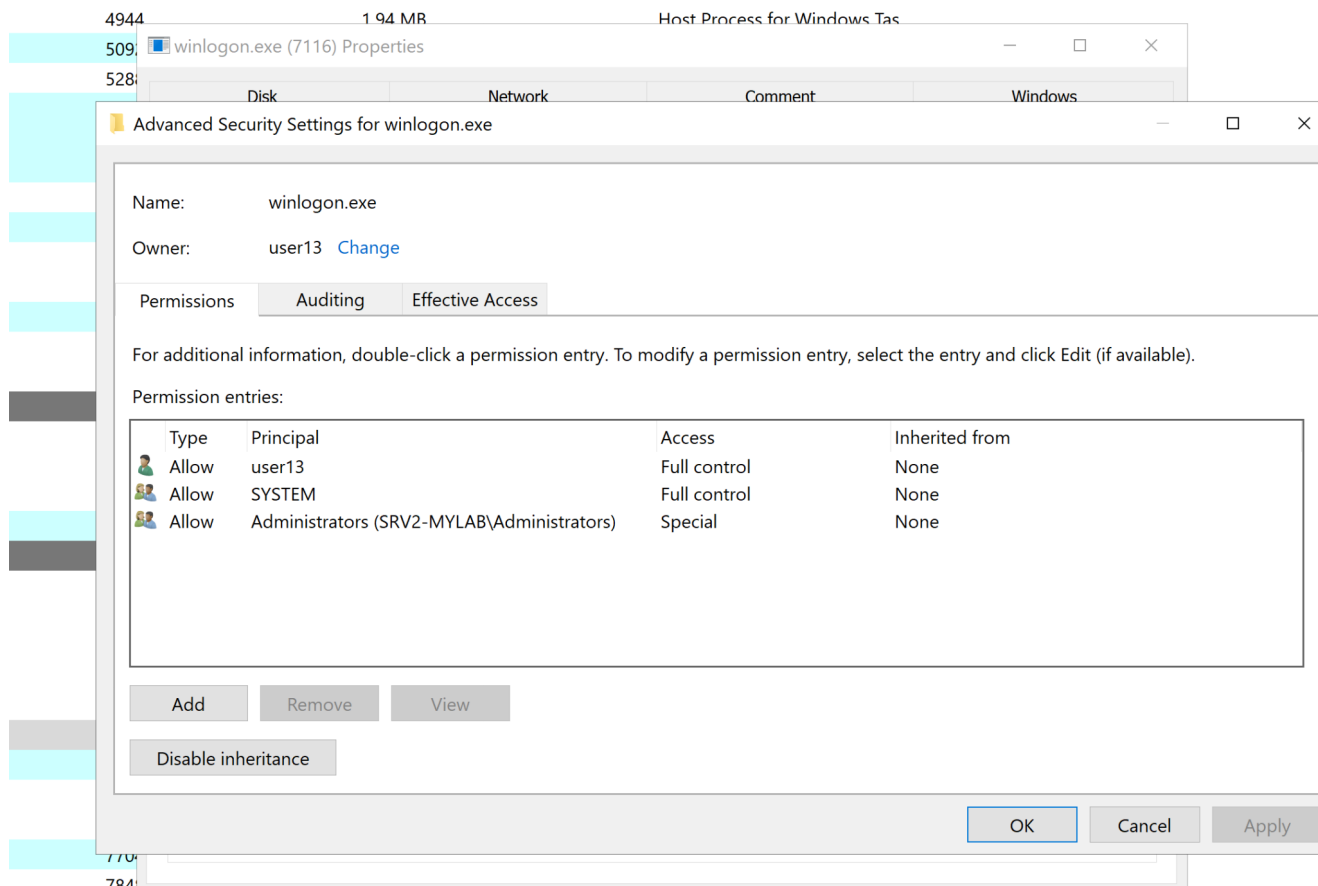 4944 1.94 MB Host Process for Windows Tas
winlogon.exe (7116) Properties
5288
Disk Network Comment Windows
Advanced Security Settings for winlogon.exe
Name: winlogon.exe
Owner: user13 Change
Permissions Auditing Effective Access
For additional information, double-click a permission entry. To modify a permission entry, select the entry and click Edit (if available).
Permission entries:
Type Principal Access Inherited from
Allow user13 Full control None
Allow SYSTEM Full control None
Allow Administrators (SRV2-MYLAB\Administrators) Special None
Add Remove View
Disable inheritance
OK Cancel Apply